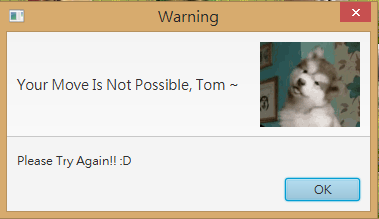 Warning
Your Move Is Not Possible, Tom ~
Please Try Again!! :D
OK